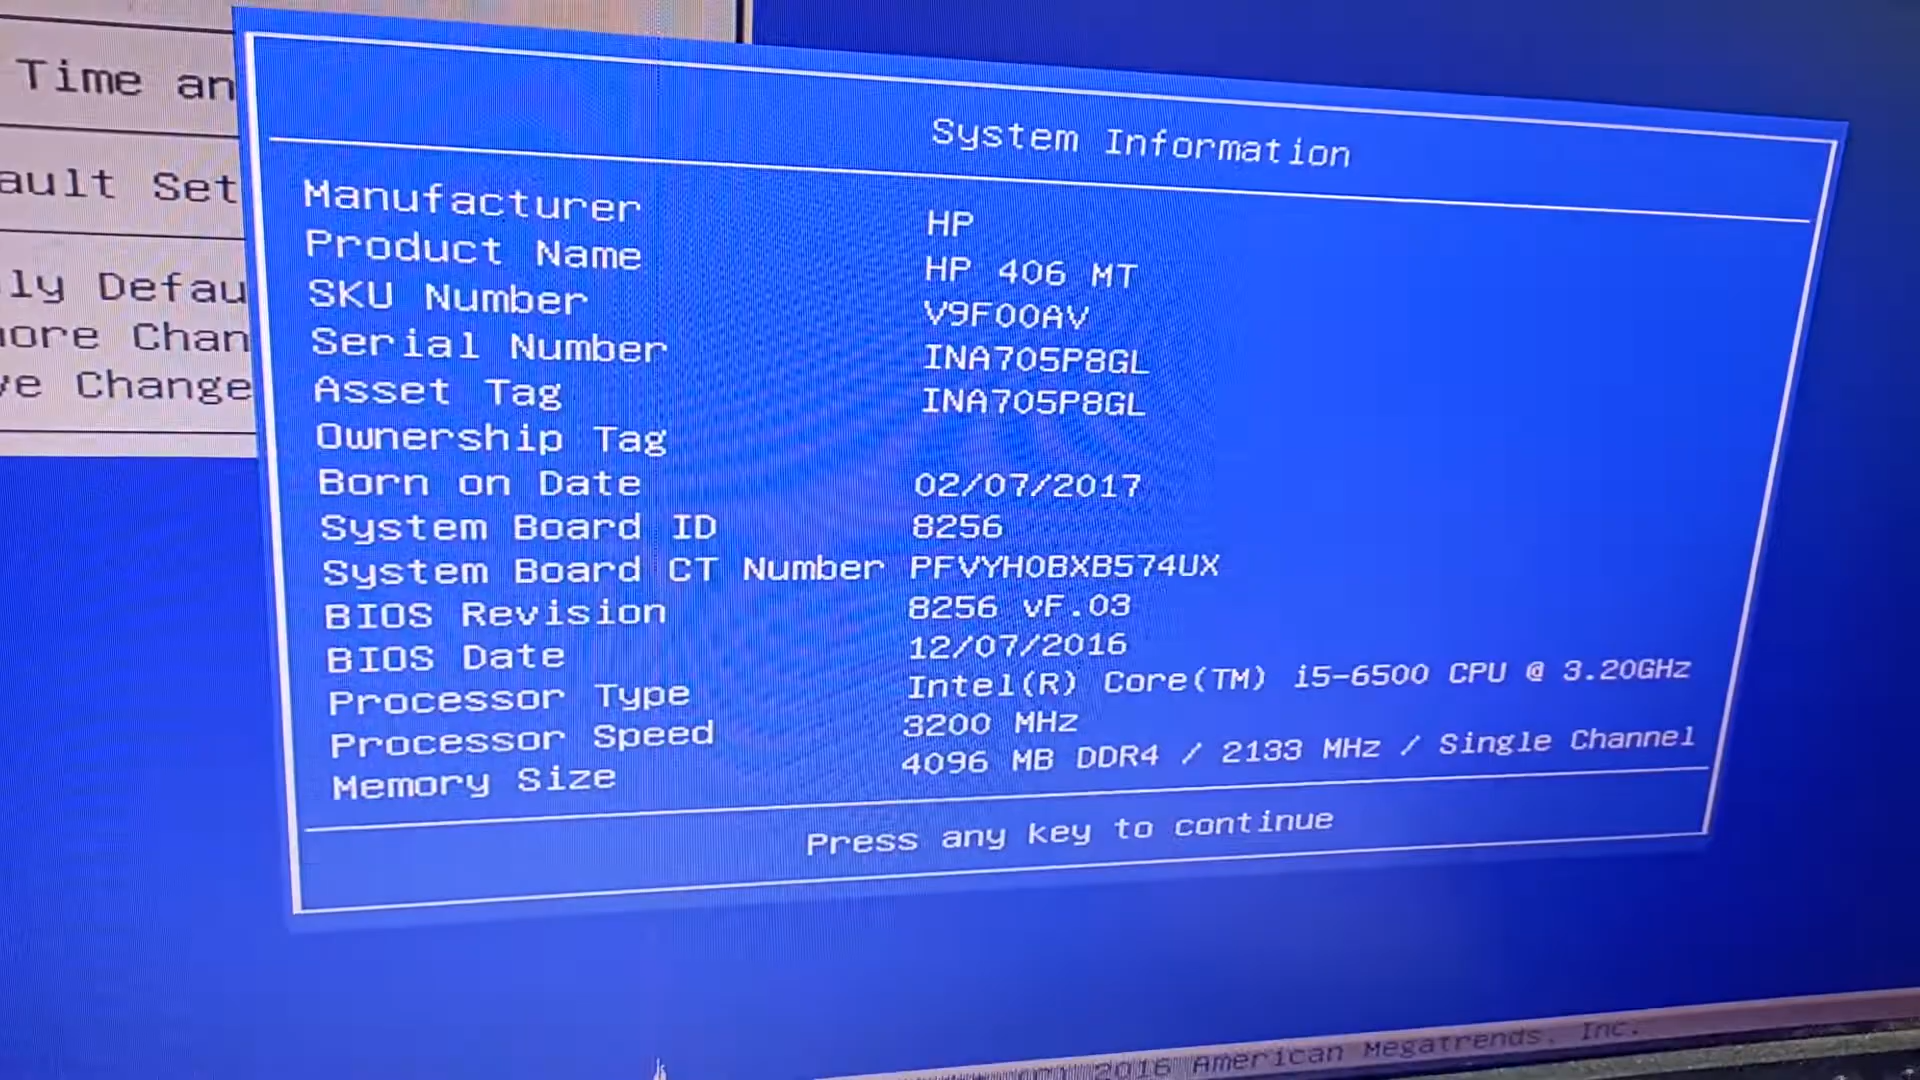 Time an
ault Set
ly Defau
ore Chan
e Change
System Information
Manufacturer HP
Product Name HP 406 MT
SKU Number V9F00AV
Serial Number INA705P8GL
Asset Tag INA705P8GL
Ownership Tag
Born on Date 02/07/2017
System Board ID 8256
System Board CT Number PFVYH0BXB574UX
BIOS Revision 8256 vF.03
BIOS Date 12/07/2016
Processor Type Intel(R) Core(TM) i5-6500 CPU @ 3.20GHz
Processor Speed 3200 MHz
Memory Size 4096 MB DDR4 / 2133 MHz / Single Channel
Press any key to continue
2016 American Megatrends, Inc.